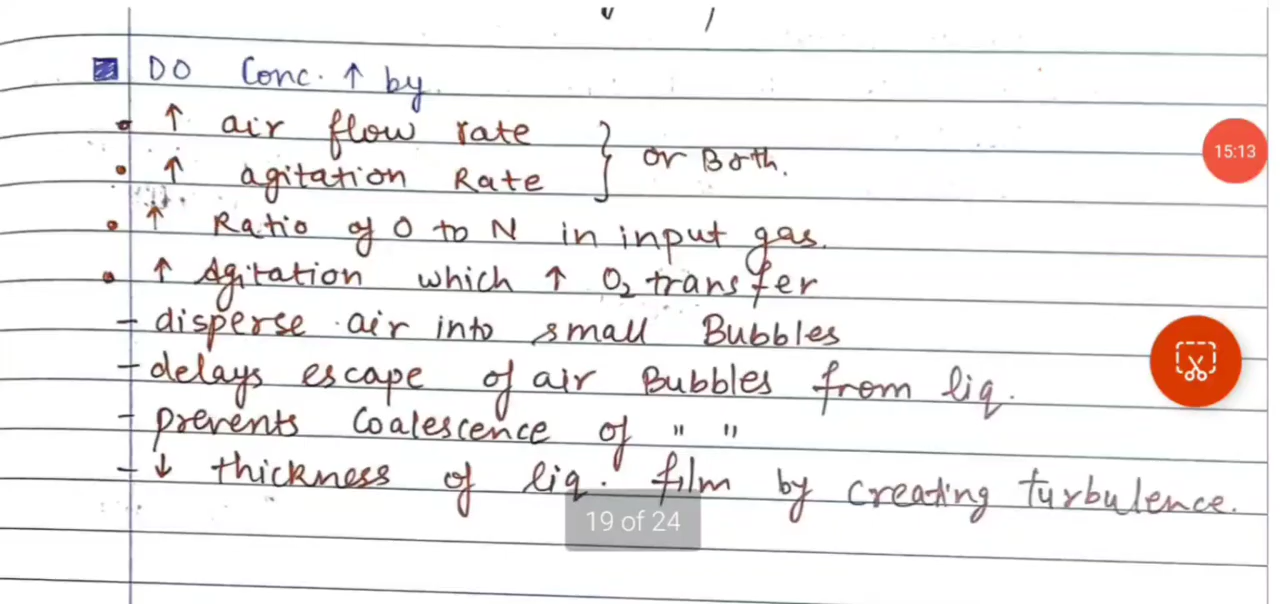 DO Conc. ↑ by
• ↑ air flow rate
• ↑ agitation Rate } or Both.
• ↑ Ratio of O to N in input gas.
• ↑ Agitation which ↑ O₂ transfer
- disperse air into small Bubbles
- delays escape of air Bubbles from liq.
- prevents Coalescence of " "
- ↓ thickness of liq. film by creating turbulence.
15:13
19 of 24